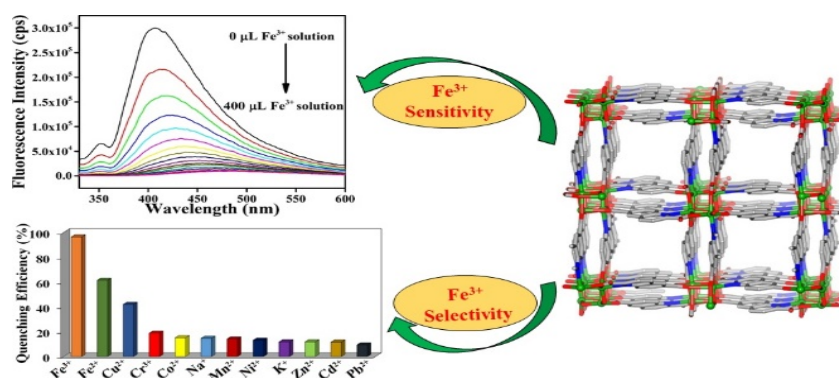 Fluorescence Intensity (cps)
3.0x10⁵
2.5x10⁵
2.0x10⁵
1.5x10⁵
1.0x10⁵
5.0x10⁴
0.0
0 μL Fe³⁺ solution
400 μL Fe³⁺ solution
350 400 450 500 550 600
Wavelength (nm)
Fe³⁺
Sensitivity
Quenching Efficiency (%)
100
80
60
40
20
0
Fe³⁺ Fe²⁺ Cu²⁺ Cr³⁺ Co²⁺ Na⁺ Mn²⁺ Ni²⁺ K⁺ Zn²⁺ Cd²⁺ Pb²⁺
Fe³⁺
Selectivity